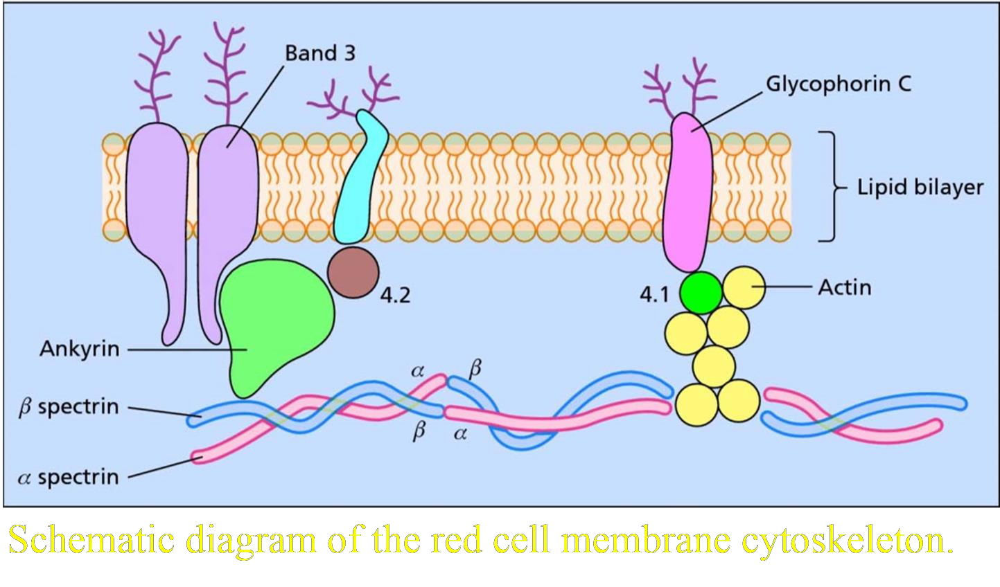 Band 3
Glycophorin C
Lipid bilayer
4.2
4.1
Actin
Ankyrin
α
β
β spectrin
β
α
α spectrin
Schematic diagram of the red cell membrane cytoskeleton.